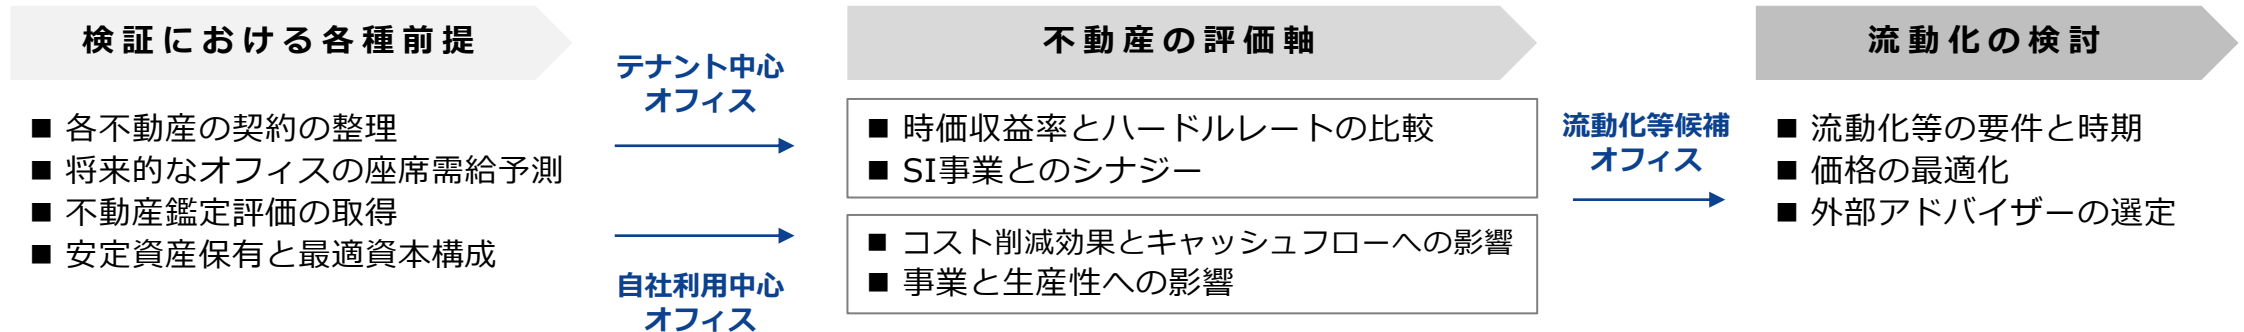 検証における各種前提
■ 各不動産の契約の整理
■ 将来的なオフィスの座席需給予測
■ 不動産鑑定評価の取得
■ 安定資産保有と最適資本構成
テナント中心
オフィス
自社利用中心
オフィス
不動産の評価軸
■ 時価収益率とハードルレートの比較
■ SI事業とのシナジー
■ コスト削減効果とキャッシュフローへの影響
■ 事業と生産性への影響
流動化等候補
オフィス
流動化の検討
■ 流動化等の要件と時期
■ 価格の最適化
■ 外部アドバイザーの選定